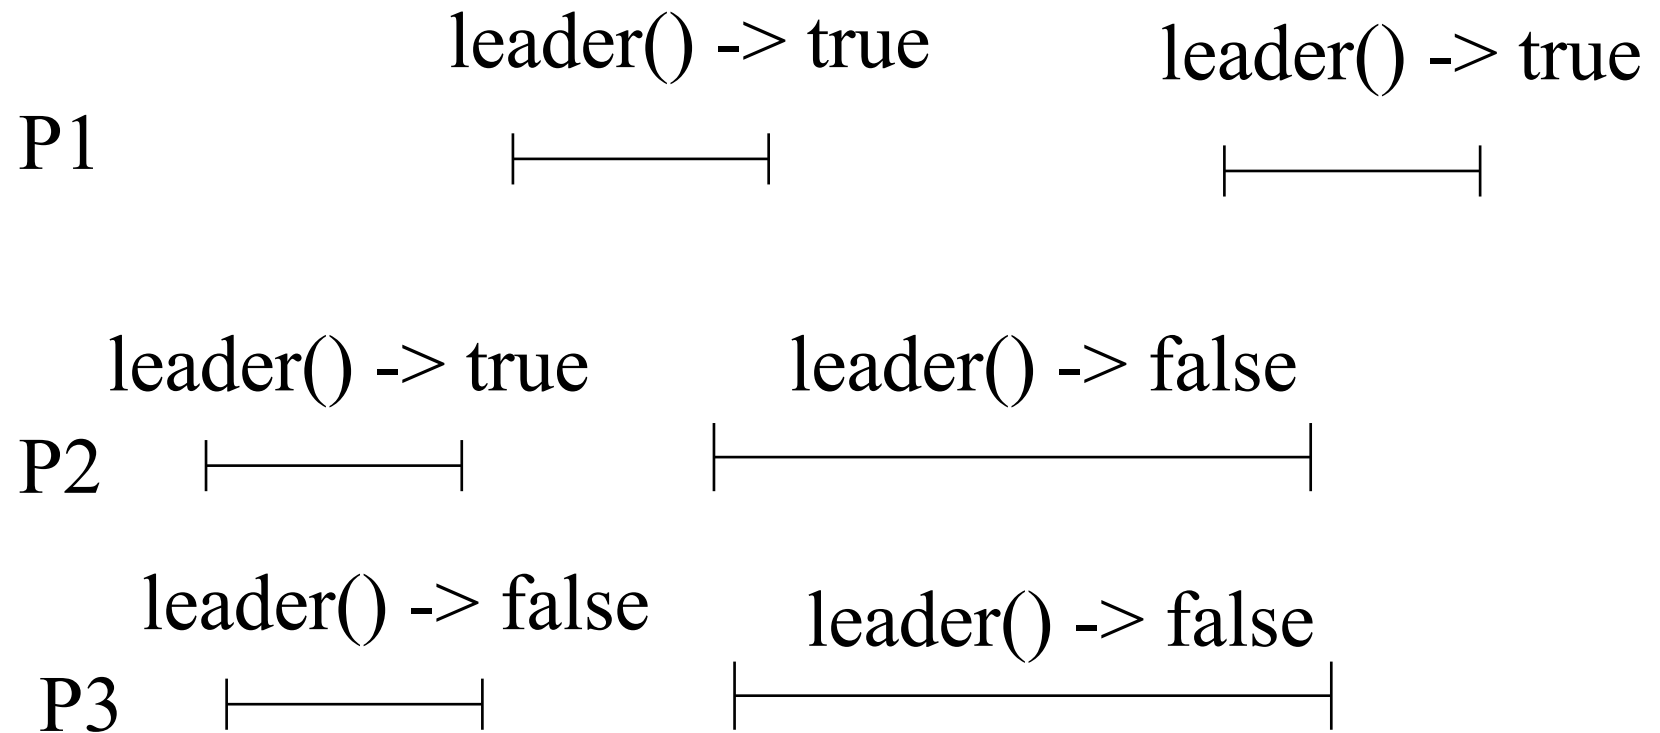 leader() -> true
leader() -> true
P1
leader() -> true
leader() -> false
P2
leader() -> false
leader() -> false
P3